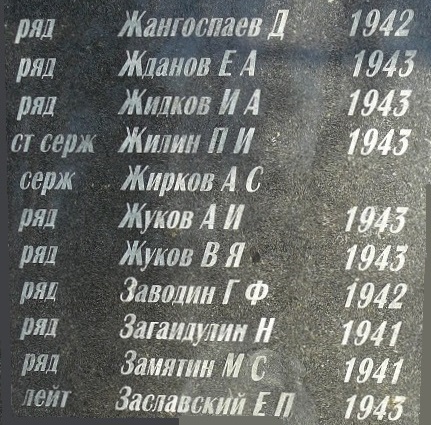 ряд Жангоспаев Д 1942
ряд Жданов Е А 1943
ряд Жидков И А 1943
ст серж Жилин П И 1943
серж Жирков А С
ряд Жуков А И 1943
ряд Жуков В Я 1943
ряд Заводин Г Ф 1942
ряд Загаидулин Н 1941
ряд Замятин М С 1941
лейт Заславский Е П 1943